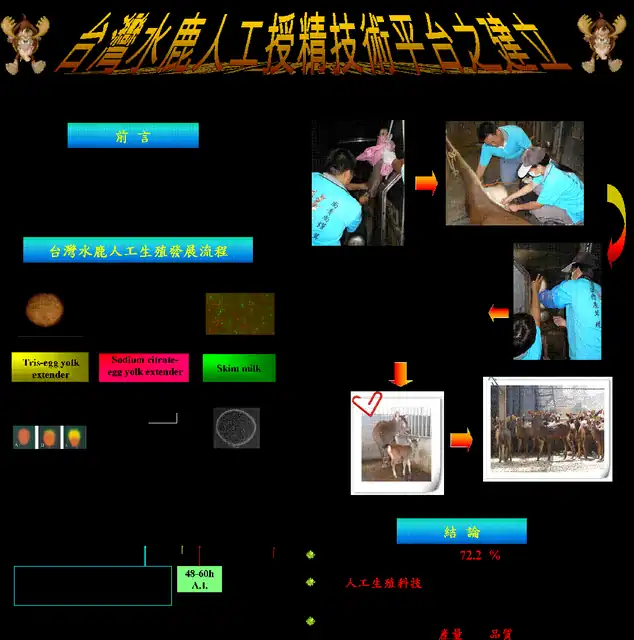 台灣水鹿人工授精技術平台之建立
前 言
台灣水鹿人工生殖發展流程
Tris-egg yolk
extender
Sodium citrate-
egg yolk extender
Skim milk
48-60h
A.I.
結 論
72.2 %
人工生殖科技
產量
品質